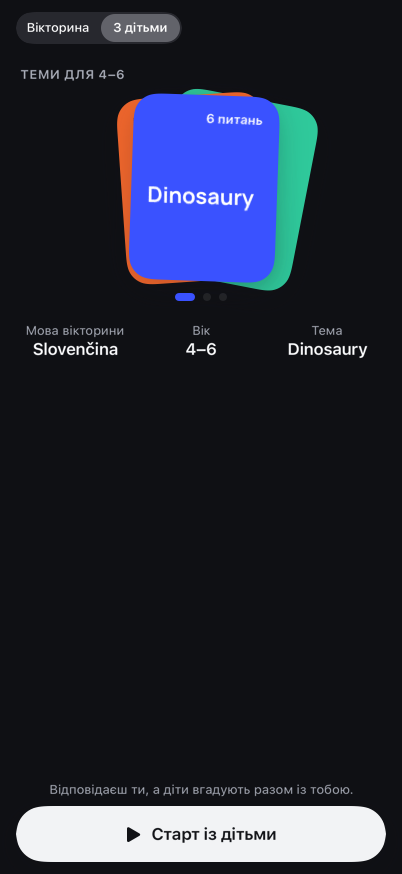 Вікторина
З дітьми
ТЕМИ ДЛЯ 4–6
6 питань
Dinosaury
Мова вікторини
Slovenčina
Вік
4–6
Тема
Dinosaury
Відповідаєш ти, а діти вгадують разом із тобою.
Старт із дітьми